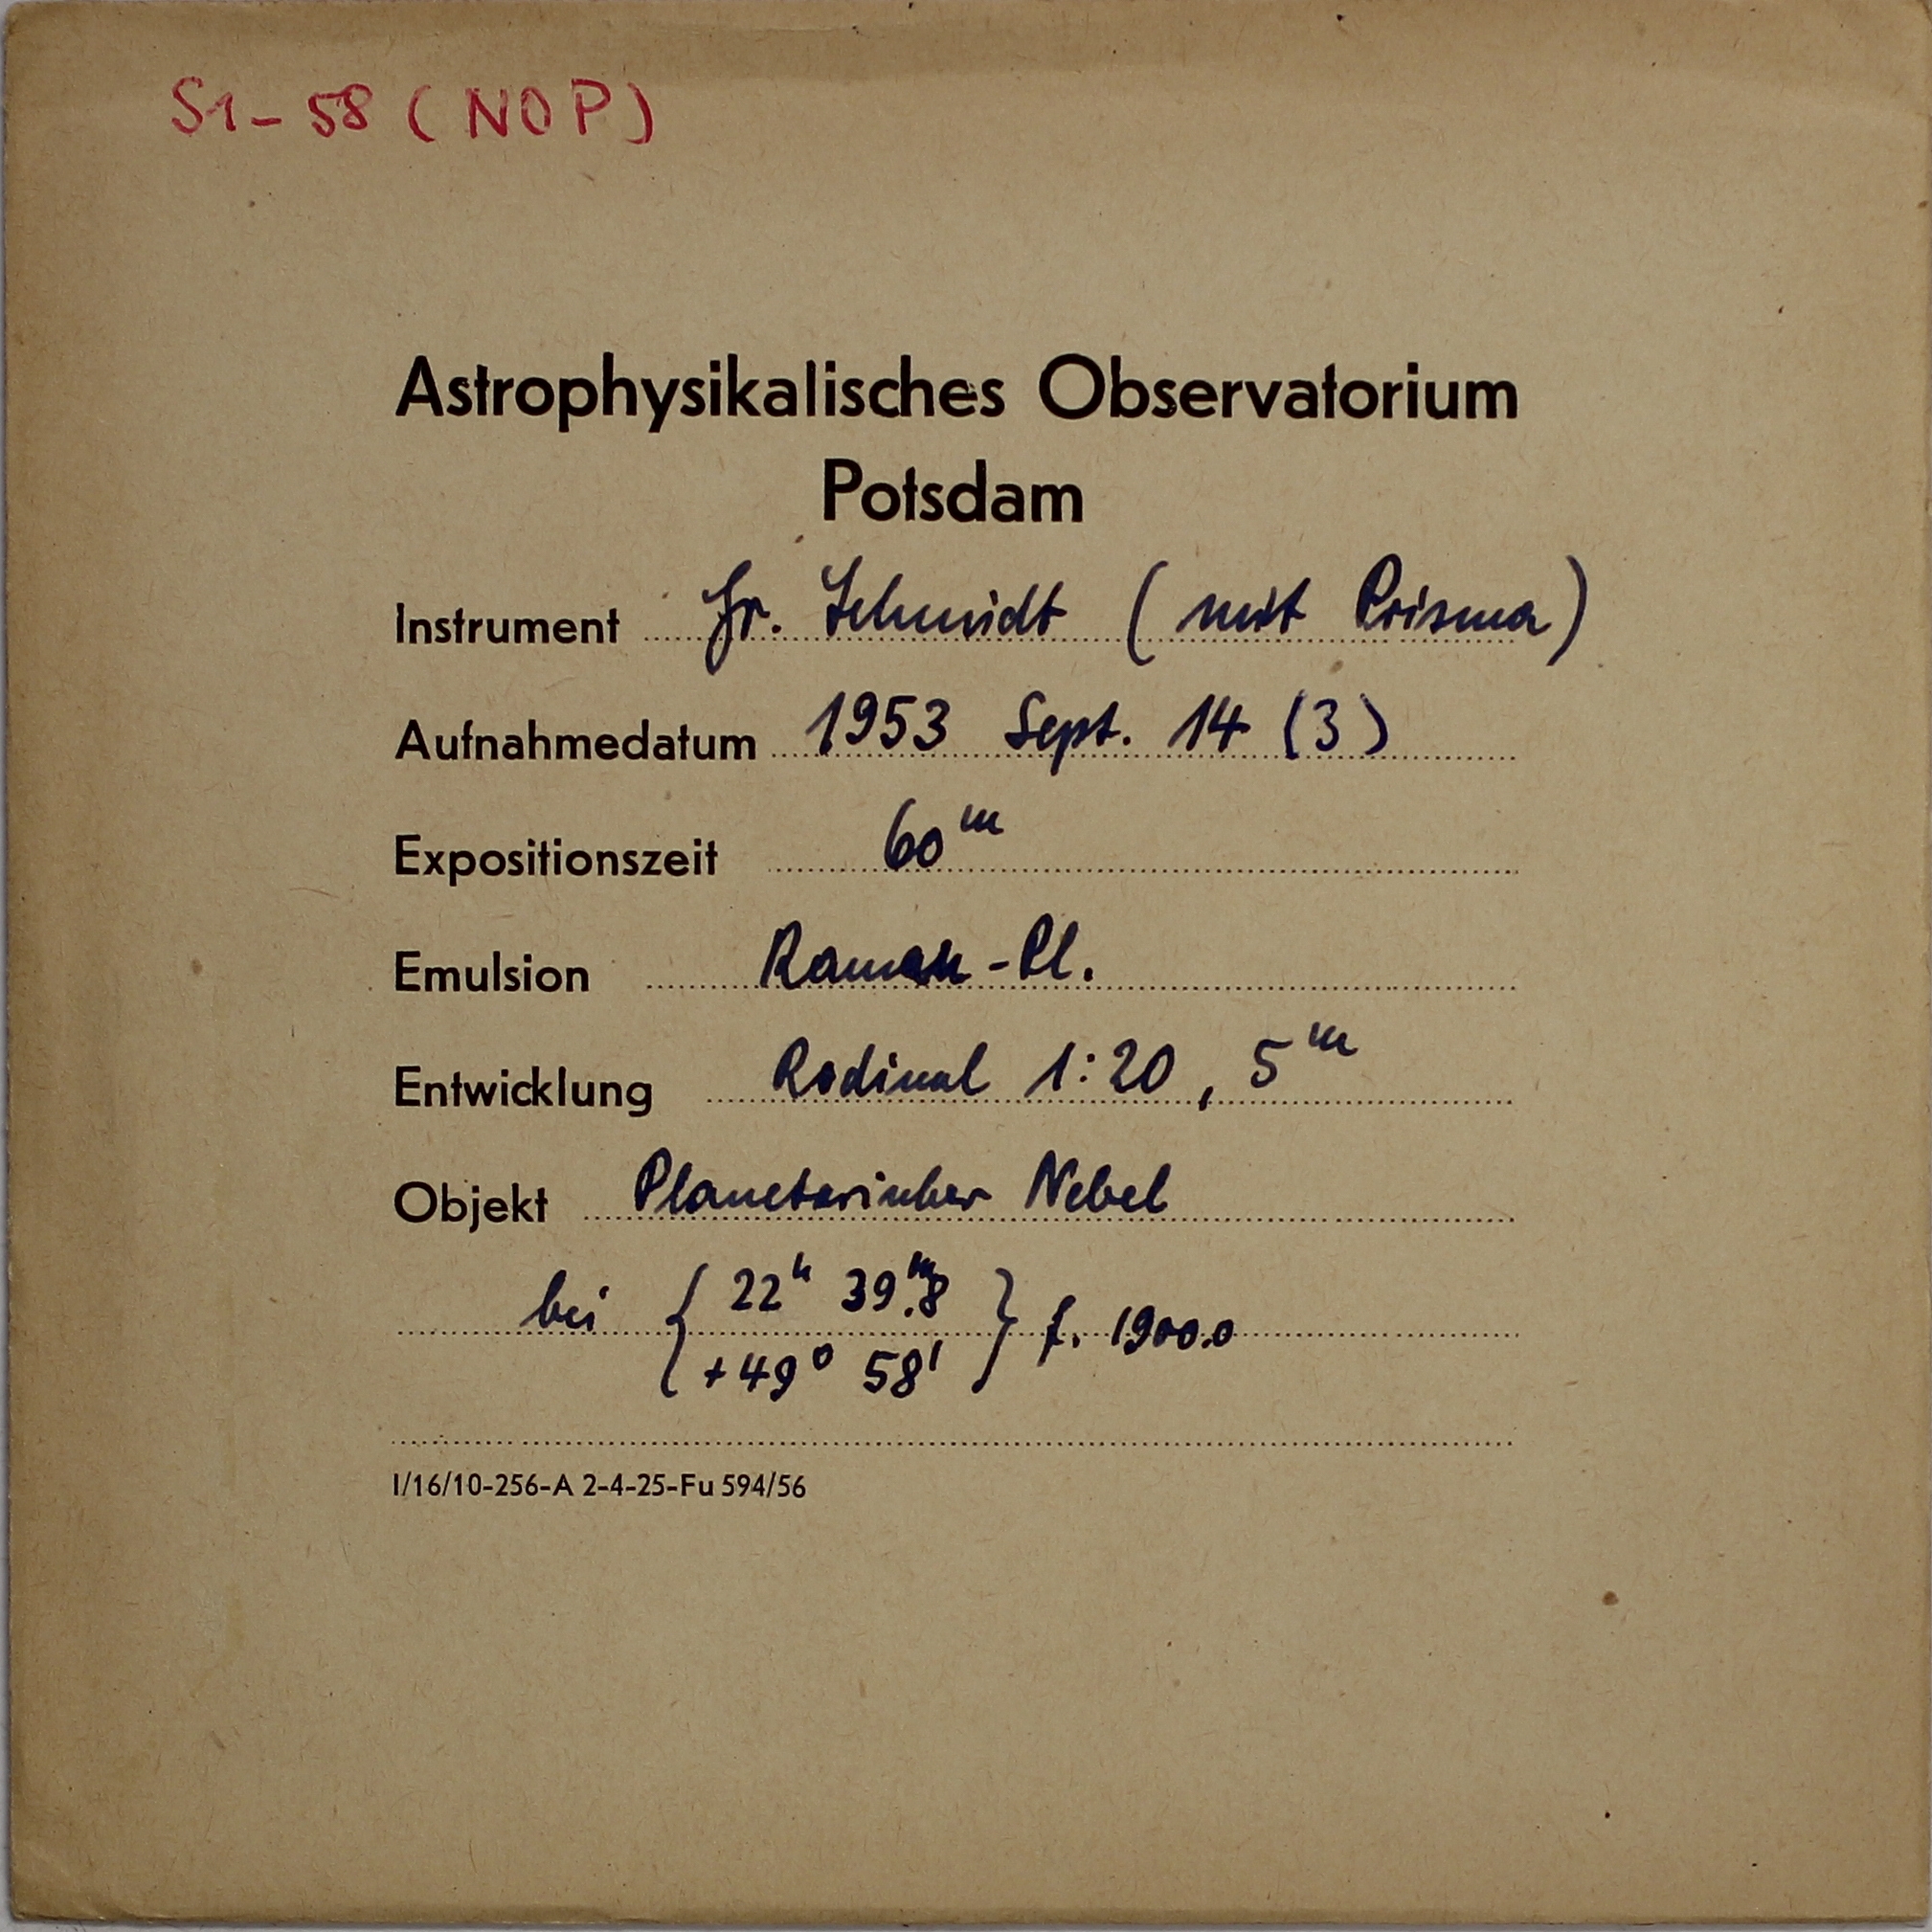 S1-58 (NOP)
Astrophysikalisches Observatorium
Potsdam
Instrument Gr. Schmidt (mit Prisma)
Aufnahmedatum 1953 Sept. 14 (3)
Expositionszeit 60ᵐ
Emulsion Raman-Pl.
Entwicklung Rodinal 1:20, 5ᵐ
Objekt Planetarischer Nebel
bei { 22ʰ 39ᵐ.8
+49° 58' } f. 1900.0
I/16/10-256-A 2-4-25-Fu 594/56